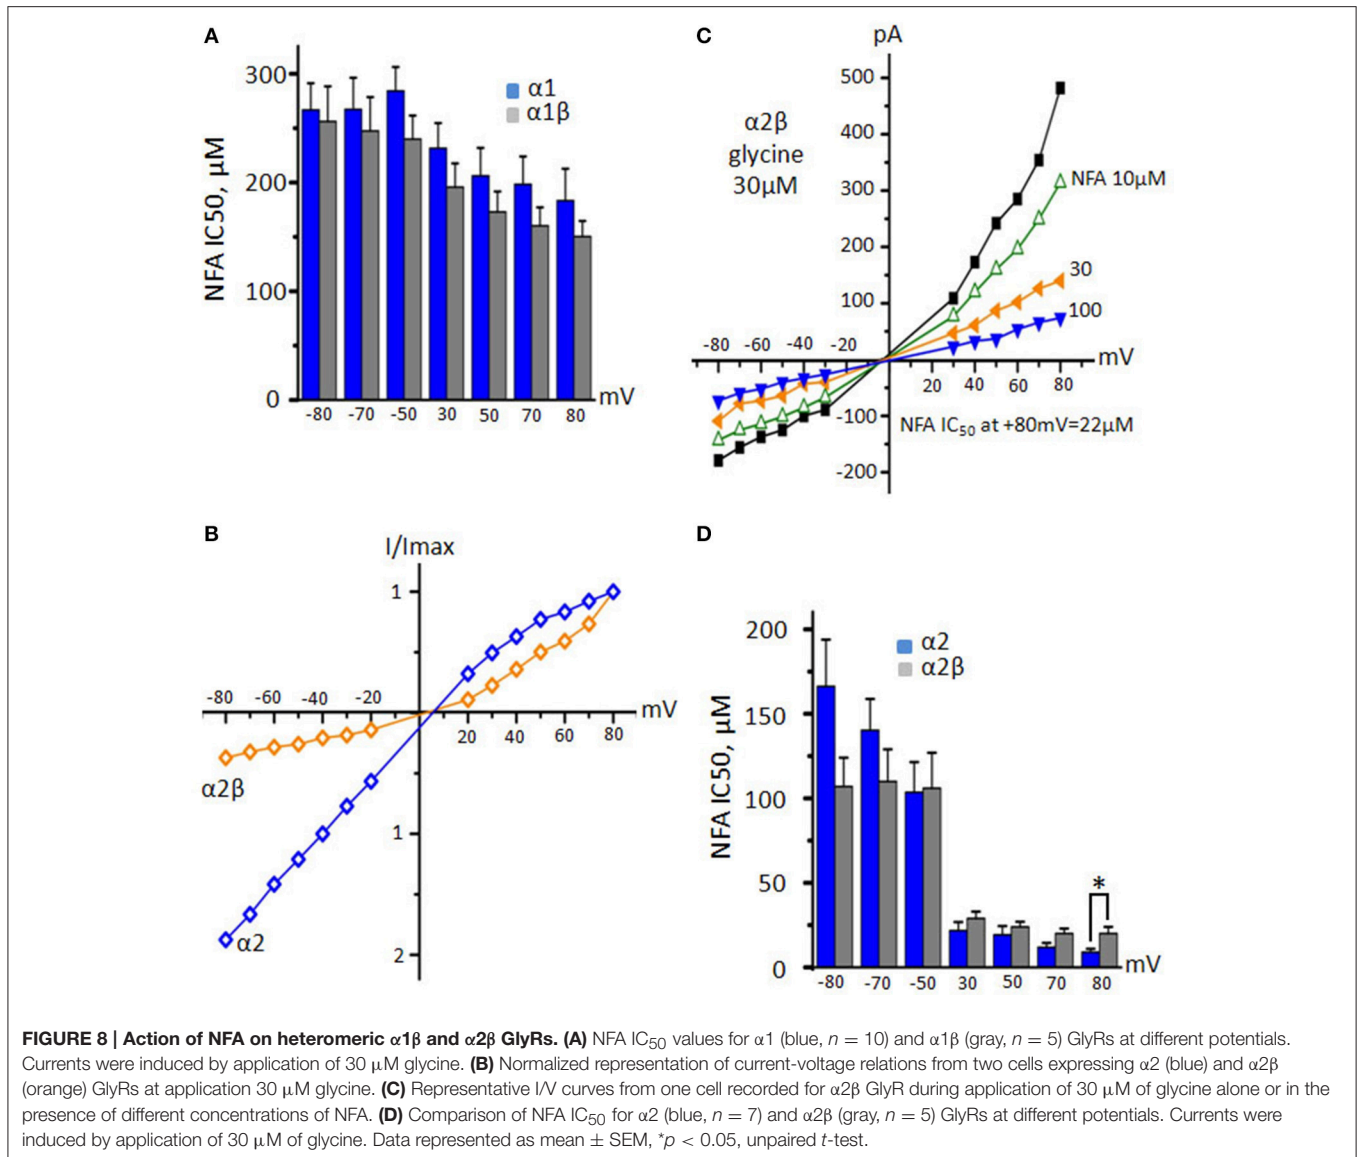 A
300
200
100
0
NFA IC50, μM
α1
α1β
-80 -70 -50 30 50 70 80
mV
C
pA
500
400
300
200
100
-100
-200
α2β
glycine
30μM
NFA 10μM
30
100
-80 -60 -40 -20
20 40 60 80
mV
NFA IC₅₀ at +80mV=22μM
B
I/Imax
1
-80 -60 -40 -20
20 40 60 80
mV
α2β
1
α2
2
D
200
150
100
50
0
NFA IC50, μM
α2
α2β
*
-80 -70 -50 30 50 70 80
mV
FIGURE 8 | Action of NFA on heteromeric α1β and α2β GlyRs. (A) NFA IC₅₀ values for α1 (blue, n = 10) and α1β (gray, n = 5) GlyRs at different potentials.
Currents were induced by application of 30 μM glycine. (B) Normalized representation of current-voltage relations from two cells expressing α2 (blue) and α2β
(orange) GlyRs at application 30 μM glycine. (C) Representative I/V curves from one cell recorded for α2β GlyR during application of 30 μM of glycine alone or in the
presence of different concentrations of NFA. (D) Comparison of NFA IC₅₀ for α2 (blue, n = 7) and α2β (gray, n = 5) GlyRs at different potentials. Currents were
induced by application of 30 μM of glycine. Data represented as mean ± SEM, *p < 0.05, unpaired t-test.